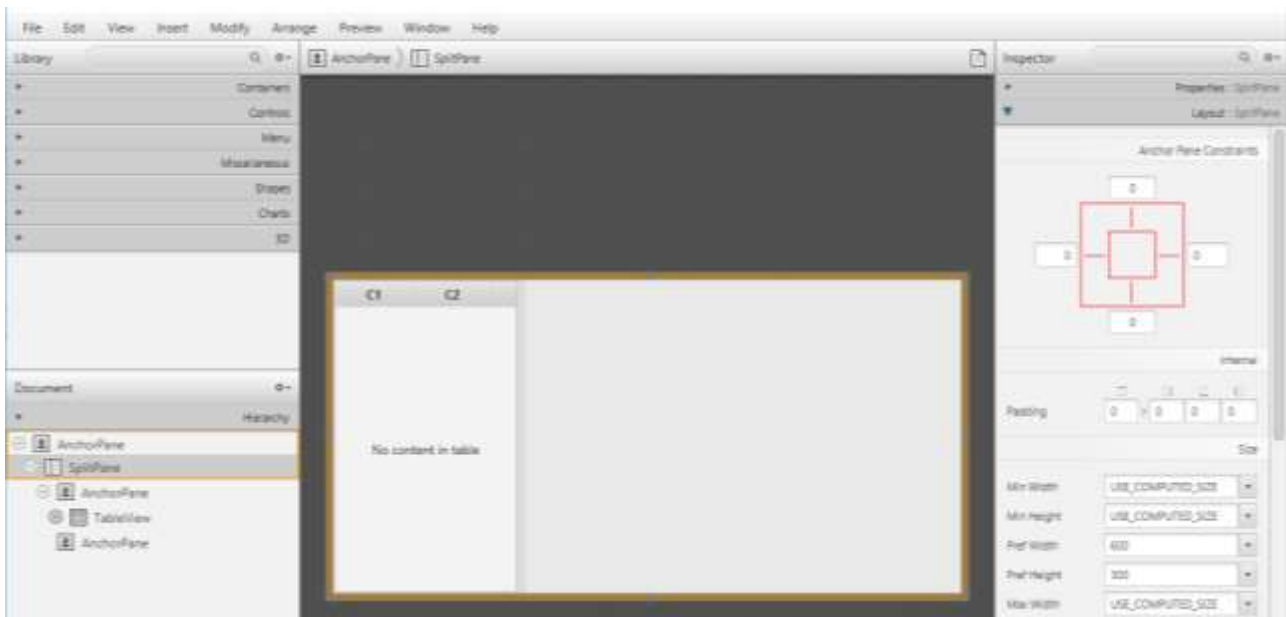 File Edit View Insert Modify Arrange Preview Window Help
Library
AnchorPane SplitPane
Inspector
Containers
Controls
Menu
Miscellaneous
Shapes
Charts
3D
Properties : SplitPane
Layout : SplitPane
Anchor Pane Constraints
0
0 0
0
Internal
Padding 0 0 0 0
Size
Min Width USE_COMPUTED_SIZE
Min Height USE_COMPUTED_SIZE
Pref Width 600
Pref Height 300
Max Width USE_COMPUTED_SIZE
C1 C2
No content in table
Document
Hierarchy
AnchorPane
SplitPane
AnchorPane
TableView
AnchorPane